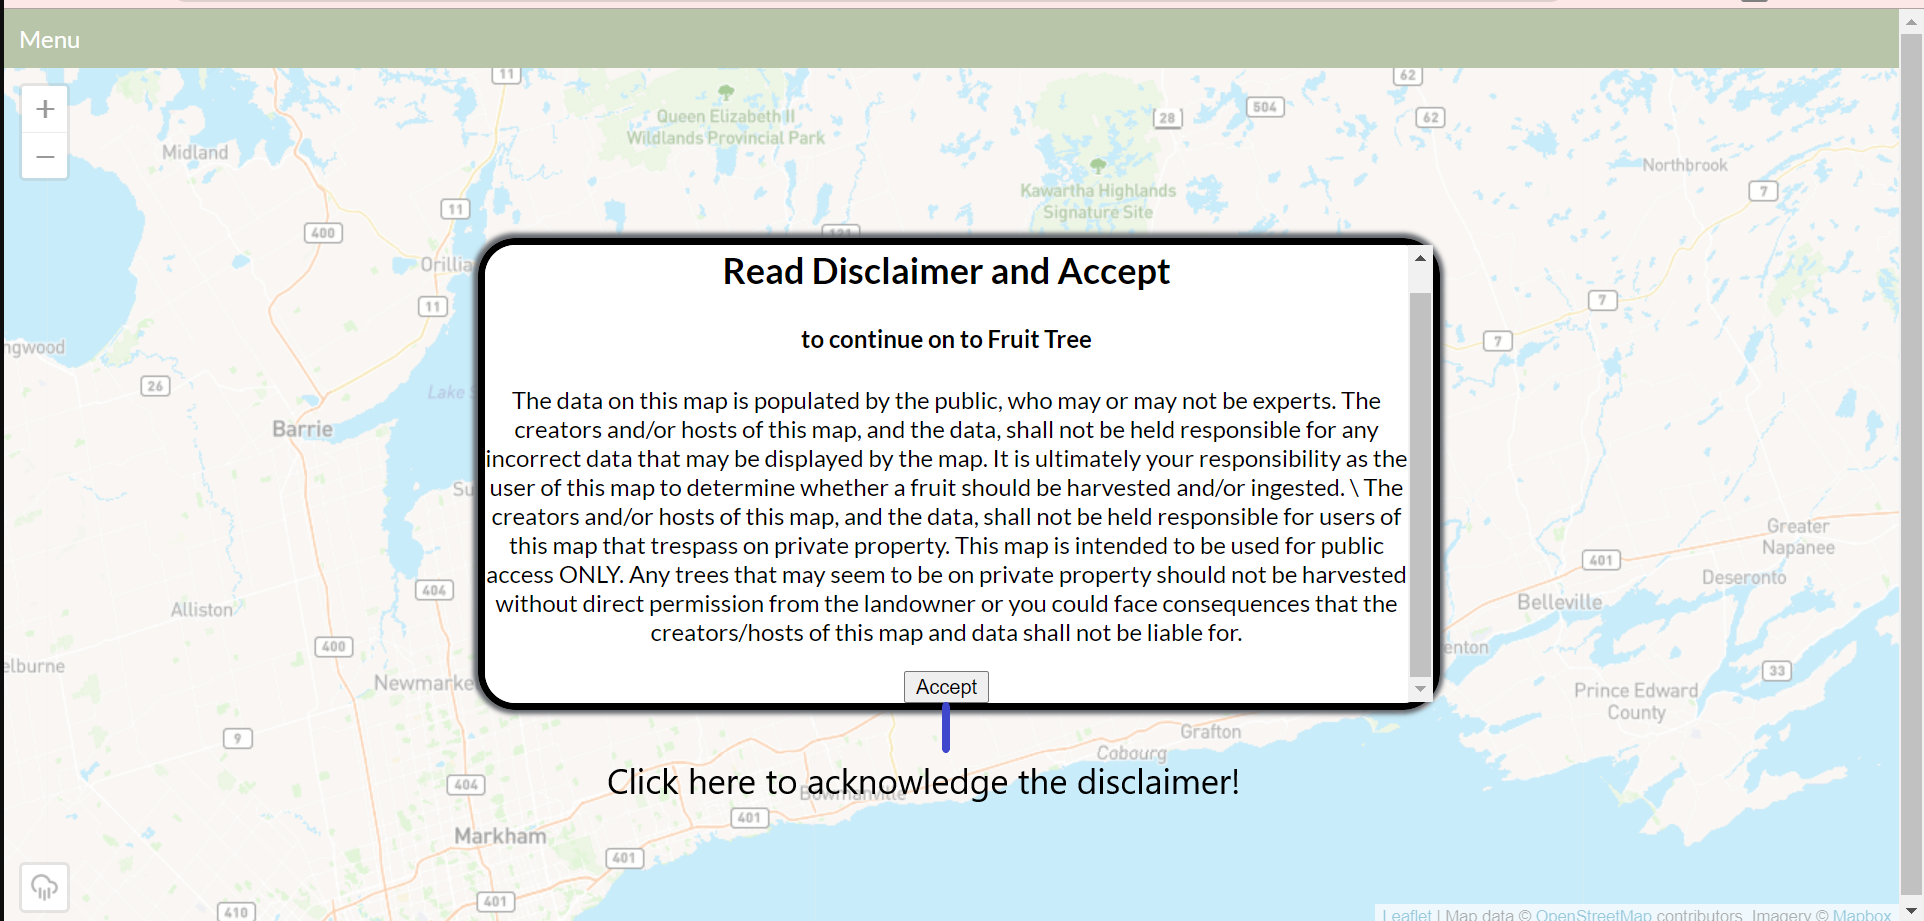 Menu
11
62
Queen Elizabeth II
Wildlands Provincial Park
28
504
62
Midland
Northbrook
Kawartha Highlands
Signature Site
7
11
400
Orillia
Read Disclaimer and Accept
11
7
to continue on to Fruit Tree
7
ngwood
26
Lake S
The data on this map is populated by the public, who may or may not be experts. The
creators and/or hosts of this map, and the data, shall not be held responsible for any
Barrie
incorrect data that may be displayed by the map. It is ultimately your responsibility as the
user of this map to determine whether a fruit should be harvested and/or ingested. \ The
Su
creators and/or hosts of this map, and the data, shall not be held responsible for users of
this map that trespass on private property. This map is intended to be used for public
access ONLY. Any trees that may seem to be on private property should not be harvested
without direct permission from the landowner or you could face consequences that the
creators/hosts of this map and data shall not be liable for.
Greater
Napanee
401
Deseronto
404
Belleville
Alliston
400
enton
elburne
33
Newmarke
Accept
Prince Edward
County
9
Grafton
Cobourg
Click here to acknowledge the disclaimer!
404
Bowmanville
401
Markham
401
401
410
Leaflet | Map data © OpenStreetMap contributors, Imagery © Mapbox